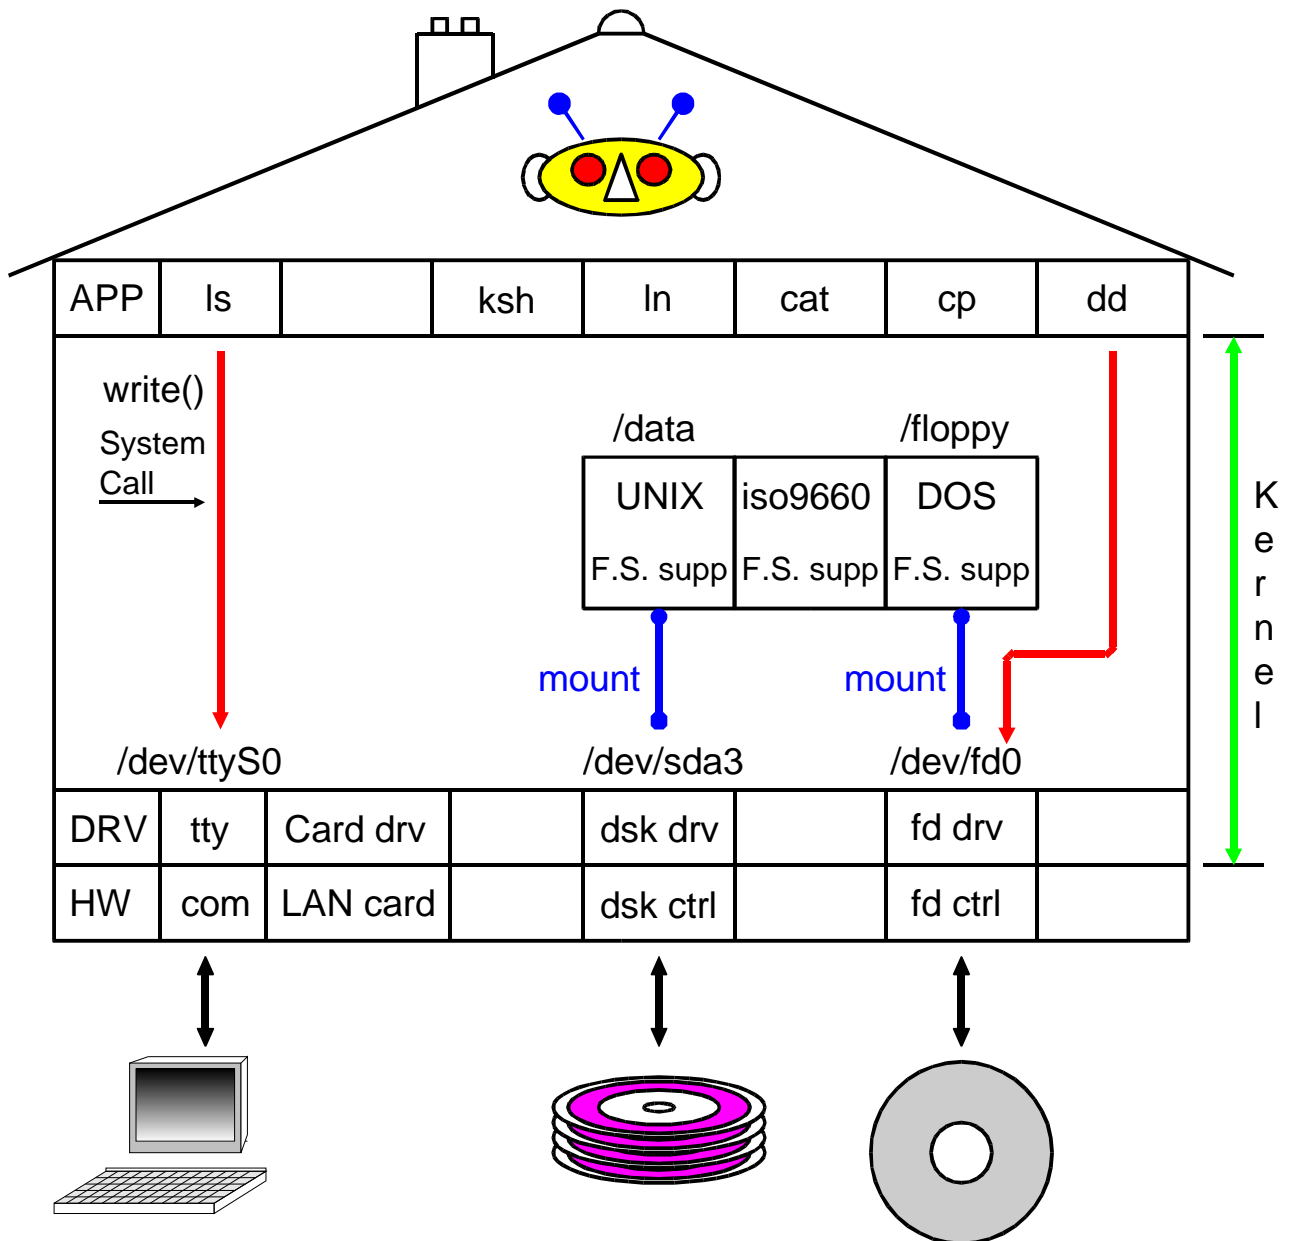 APP ls ksh ln cat cp dd
write()
System
Call
/data /floppy
UNIX iso9660 DOS
F.S. supp F.S. supp F.S. supp
mount mount
/dev/ttyS0 /dev/sda3 /dev/fd0
DRV tty Card drv dsk drv fd drv
HW com LAN card dsk ctrl fd ctrl
K
e
r
n
e
l